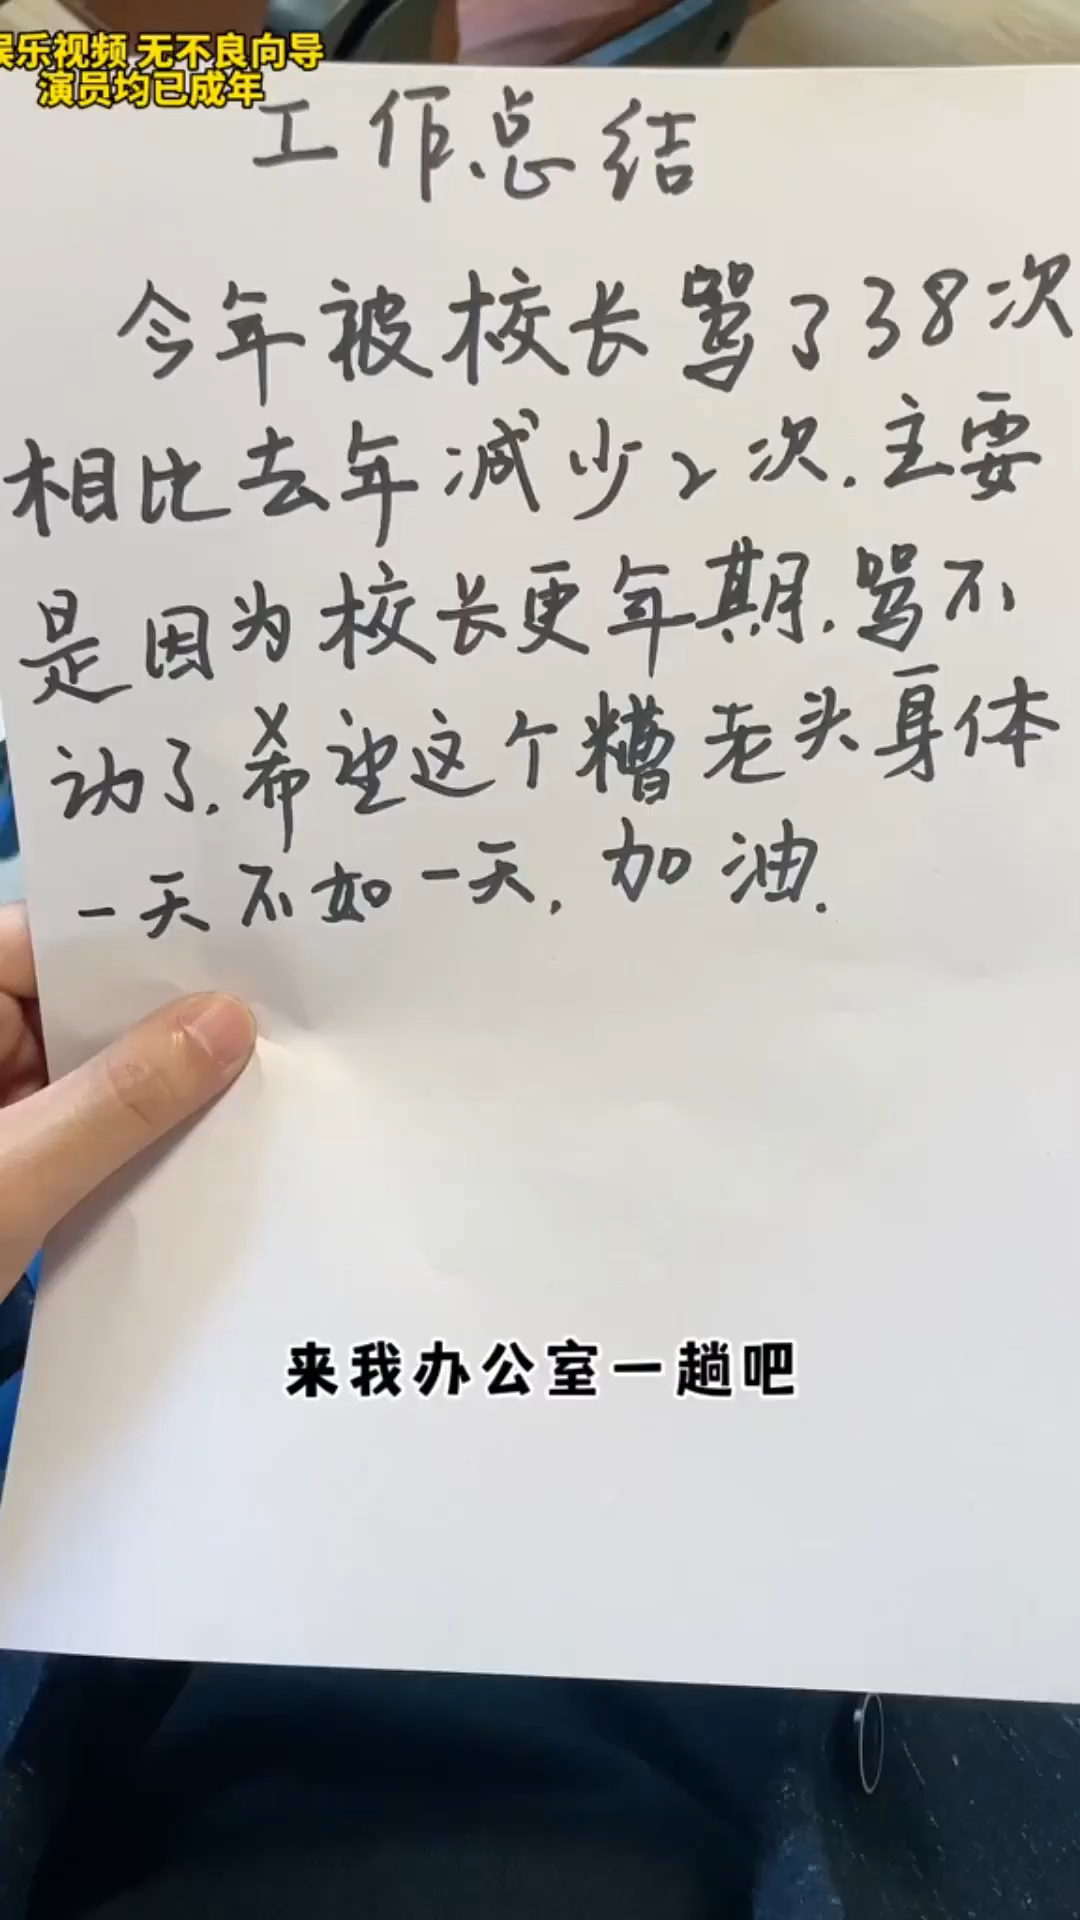 娱乐视频 无不良向导
演员均已成年
工作总结
今年被校长骂了38次
相比去年减少2次.主要
是因为校长更年期.骂不
动了.希望这个糟老头身体
一天不如一天,加油.
来我办公室一趟吧